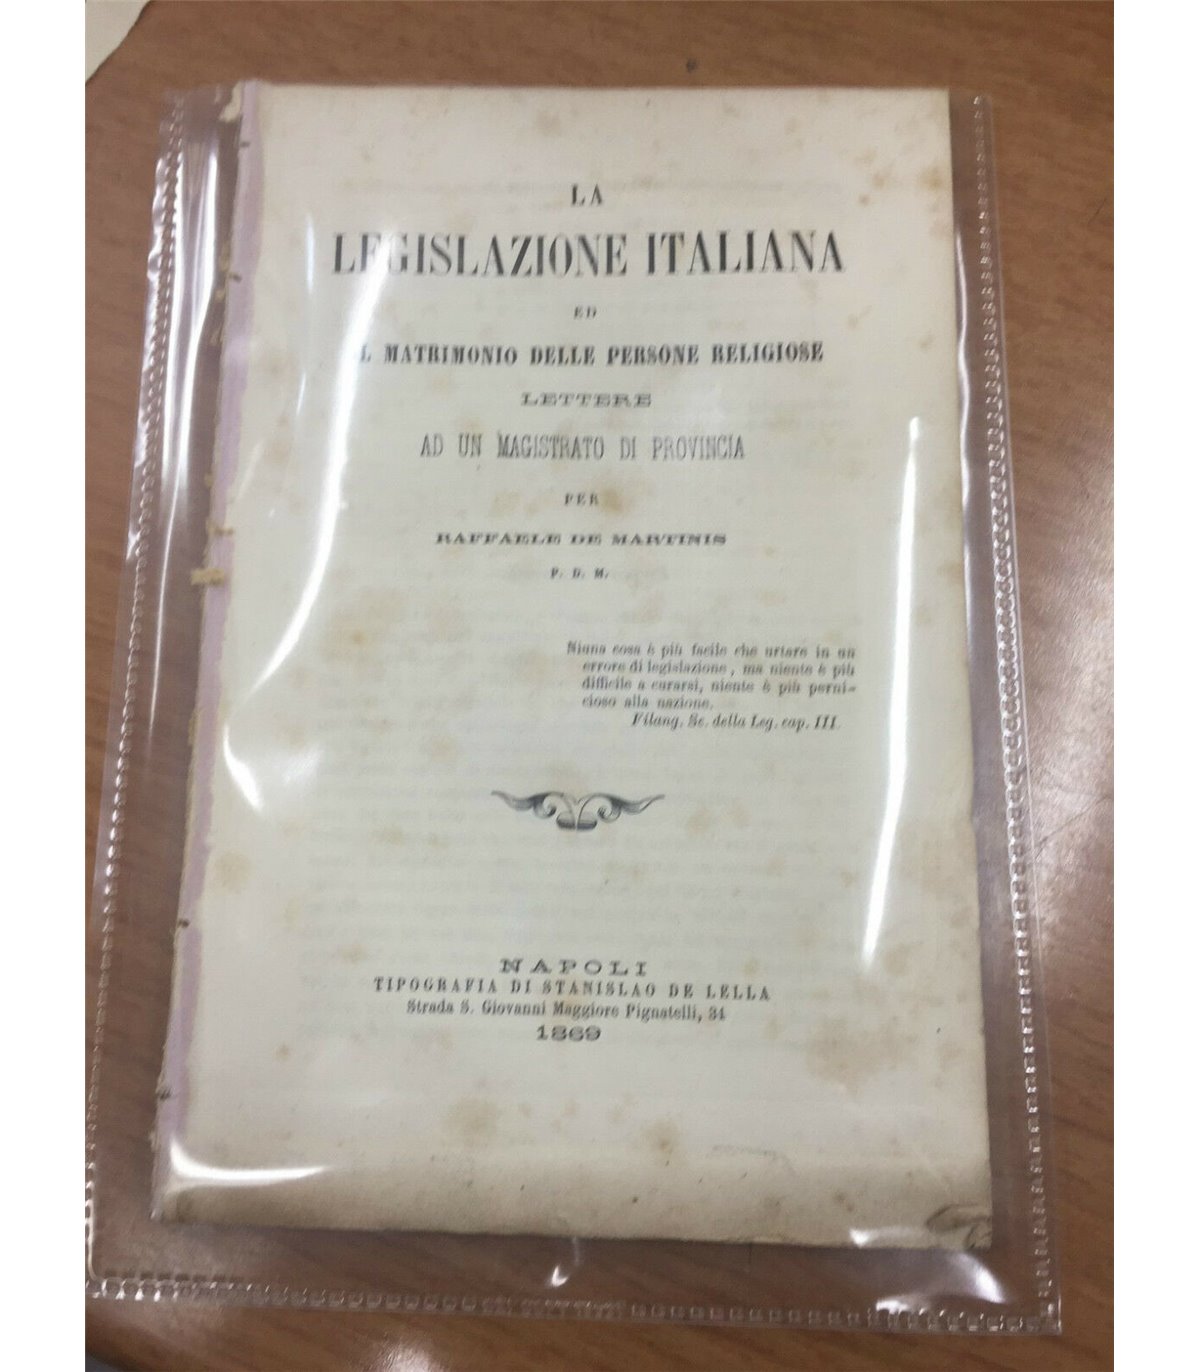 LA
LEGISLAZIONE ITALIANA
ED
IL MATRIMONIO DELLE PERSONE RELIGIOSE
LETTERE
AD UN MAGISTRATO DI PROVINCIA
PER
RAFFAELE DE MARTINIS
P. D. M.
Niuna cosa è più facile che urtare in un
errore di legislazione, ma niente è più
difficile a curarsi, niente è più perni-
cioso alla nazione.
Filang. Sc. della Leg. cap. III.
NAPOLI
TIPOGRAFIA DI STANISLAO DE LELLA
Strada S. Giovanni Maggiore Pignatelli, 34
1869